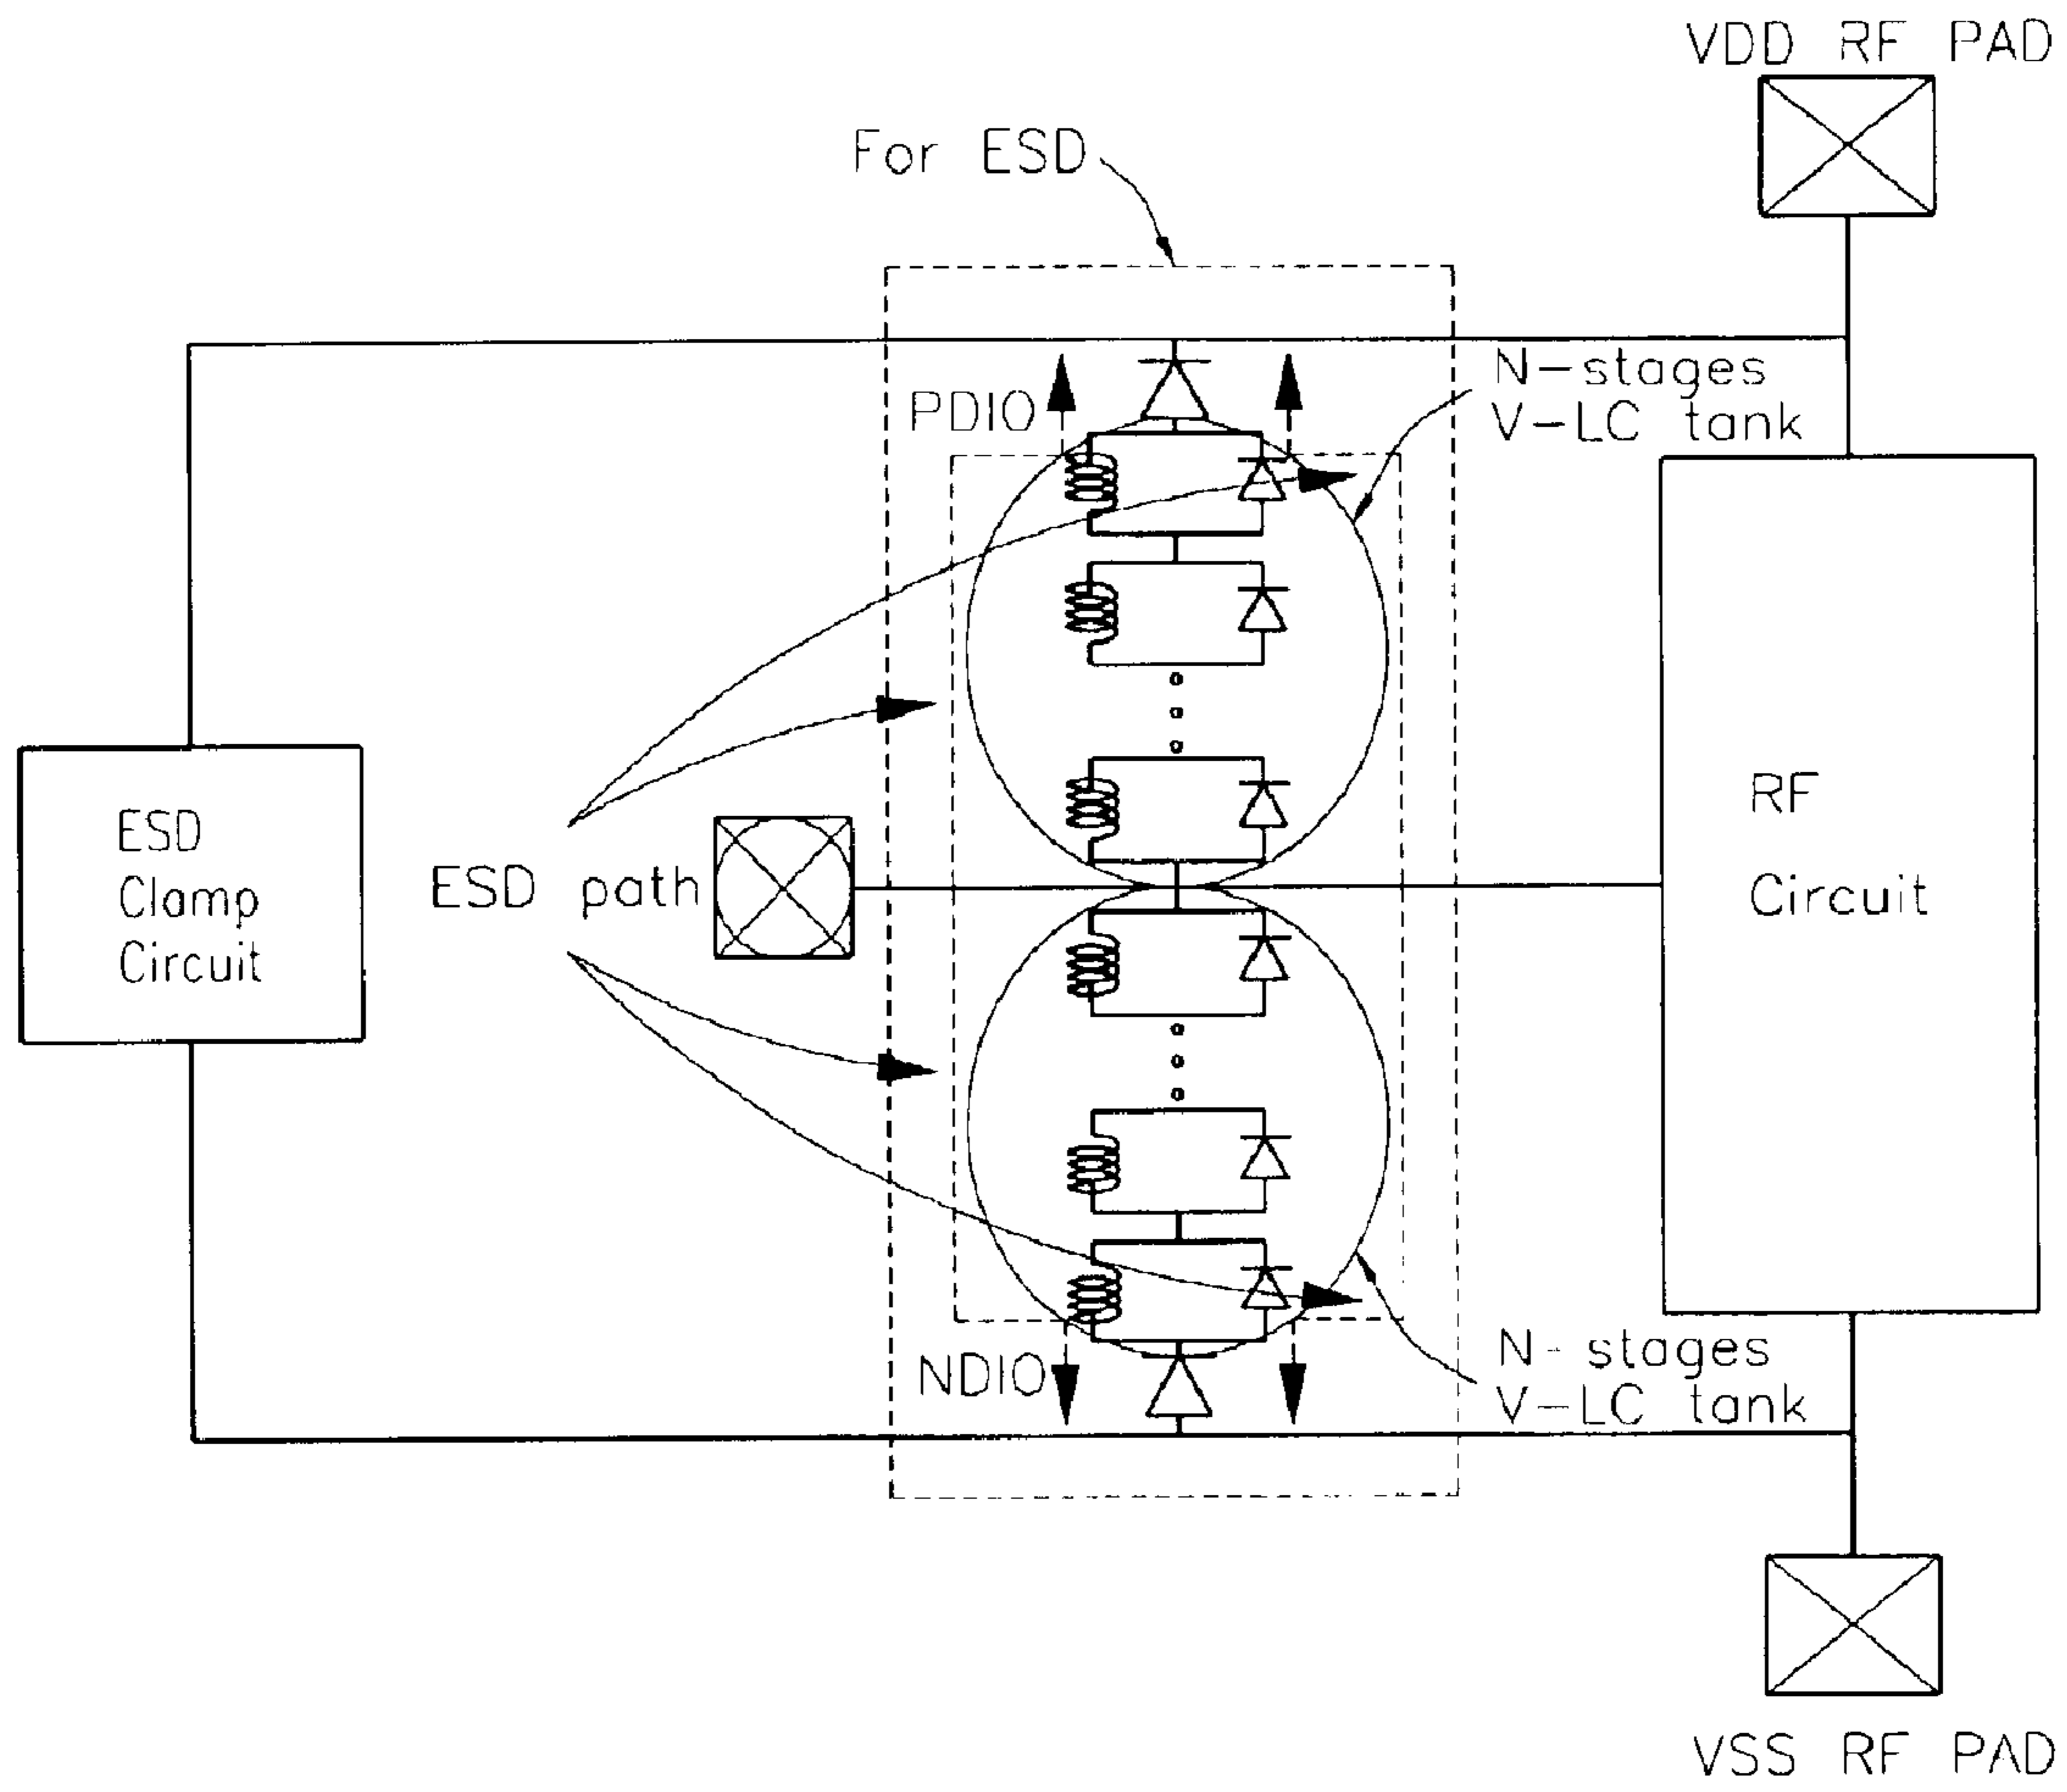 VDD RF PAD
For ESD
N-stages
V-LC tank
PDIO
ESD
Clamp
Circuit
ESD path
RF
Circuit
NDIO
N-stages
V-LC tank
VSS RF PAD